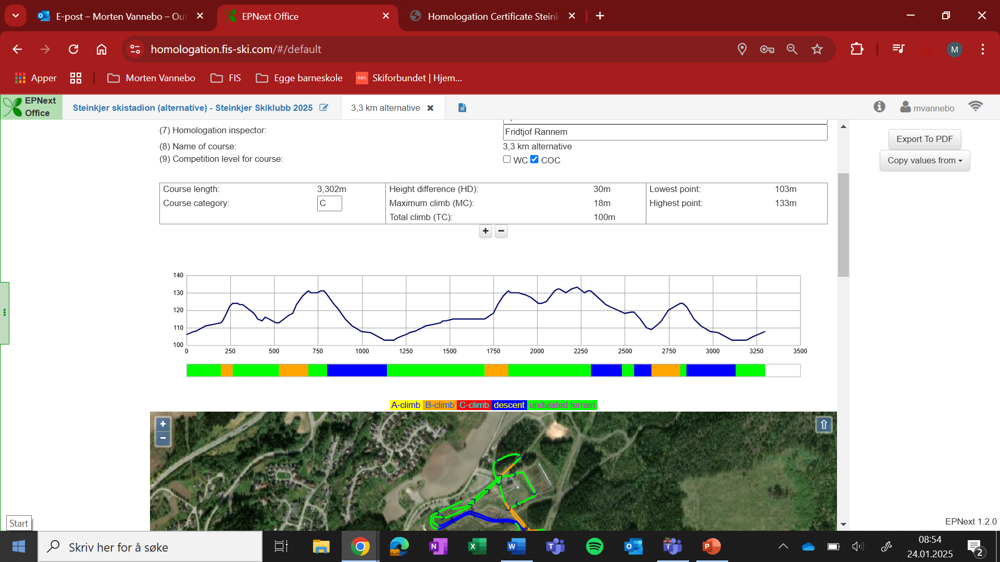 E-post – Morten Vannebo – Out
EPNext Office
Homologation Certificate Steink
homologation.fis-ski.com/#/default
M
Apper
Morten Vannebo
FIS
Egge barneskole
Skiforbundet | Hjem...
EPNext
Office
Steinkjer skistadion (alternative) - Steinkjer Skiklubb 2025
3,3 km alternative
mvannebo
(7) Homologation inspector:
Fridtjof Rannem
(8) Name of course:
3,3 km alternative
(9) Competition level for course:
WC COC
Export To PDF
Copy values from
Course length: 3,302m
Height difference (HD): 30m
Lowest point: 103m
Course category: C
Maximum climb (MC): 18m
Highest point: 133m
Total climb (TC): 100m
+ −
140
130
120
110
100
0 250 500 750 1000 1250 1500 1750 2000 2250 2500 2750 3000 3250 3500
A-climb B-climb C-climb descent undulated terrain
+
−
Start
EPNext 1.2.0
Skriv her for å søke
08:54
24.01.2025
2